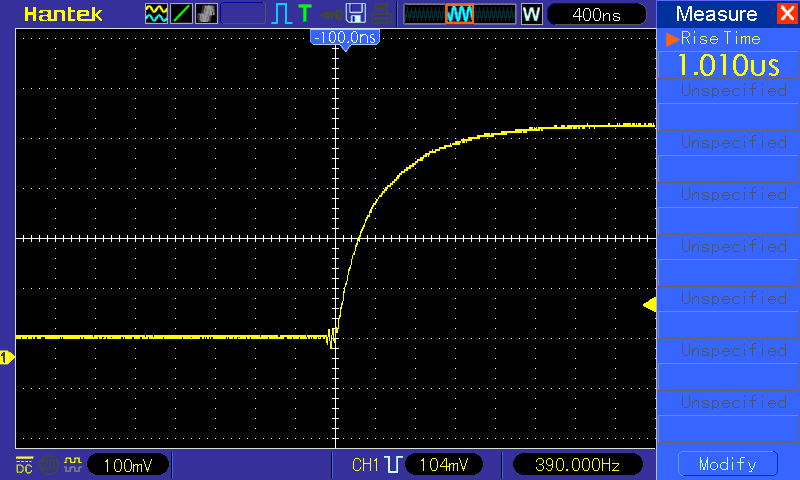 Hantek T W 400ns Measure
-100.0ns
Rise Time
1.010us
Unspecified
Unspecified
Unspecified
Unspecified
Unspecified
Unspecified
Unspecified
1
DC 100mV CH1 104mV 390.000Hz Modify